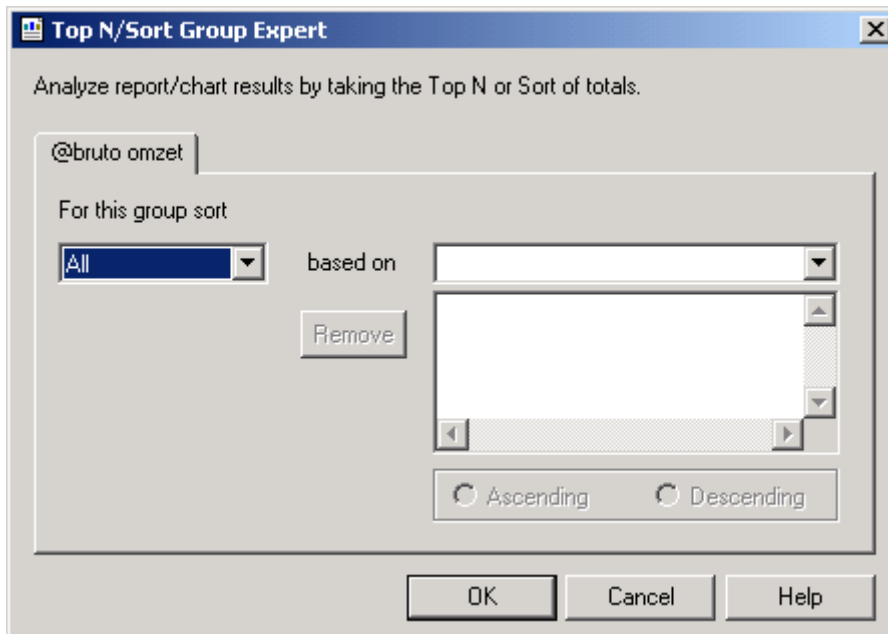 Top N/Sort Group Expert
Analyze report/chart results by taking the Top N or Sort of totals.
@bruto omzet
For this group sort
All
based on
Remove
Ascending
Descending
OK
Cancel
Help